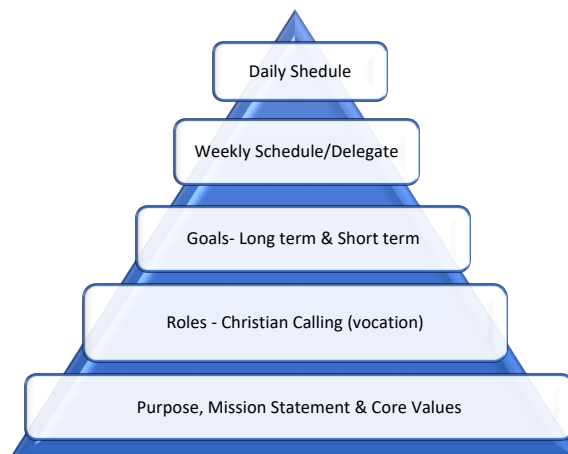 Daily Shedule
Weekly Schedule/Delegate
Goals- Long term & Short term
Roles - Christian Calling (vocation)
Purpose, Mission Statement & Core Values